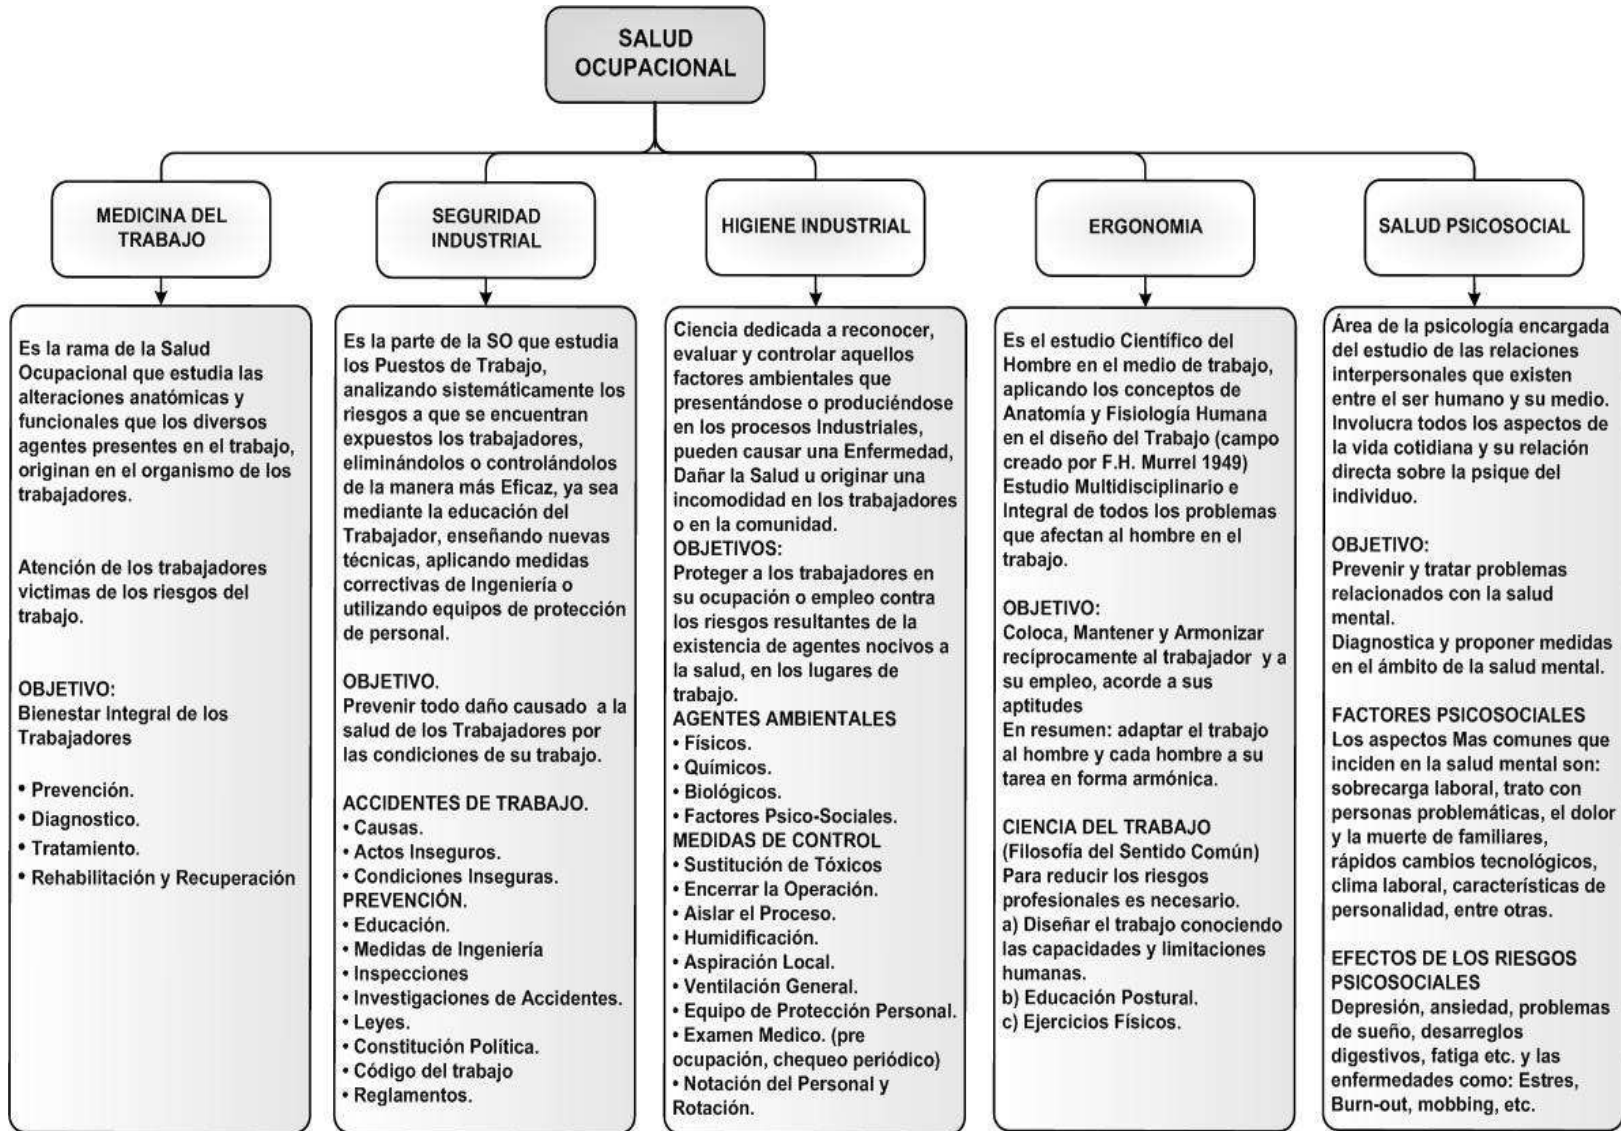 SALUD
OCUPACIONAL
MEDICINA DEL
TRABAJO
SEGURIDAD
INDUSTRIAL
HIGIENE INDUSTRIAL
ERGONOMIA
SALUD PSICOSOCIAL
Es la rama de la Salud
Ocupacional que estudia las
alteraciones anatómicas y
funcionales que los diversos
agentes presentes en el trabajo,
originan en el organismo de los
trabajadores.
Atención de los trabajadores
victimas de los riesgos del
trabajo.
OBJETIVO:
Bienestar Integral de los
Trabajadores
• Prevención.
• Diagnostico.
• Tratamiento.
• Rehabilitación y Recuperación
Es la parte de la SO que estudia
los Puestos de Trabajo,
analizando sistemáticamente los
riesgos a que se encuentran
expuestos los trabajadores,
eliminándolos o controlándolos
de la manera más Eficaz, ya sea
mediante la educación del
Trabajador, enseñando nuevas
técnicas, aplicando medidas
correctivas de Ingeniería o
utilizando equipos de protección
de personal.
OBJETIVO.
Prevenir todo daño causado a la
salud de los Trabajadores por
las condiciones de su trabajo.
ACCIDENTES DE TRABAJO.
• Causas.
• Actos Inseguros.
• Condiciones Inseguras.
PREVENCIÓN.
• Educación.
• Medidas de Ingeniería
• Inspecciones
• Investigaciones de Accidentes.
• Leyes.
• Constitución Política.
• Código del trabajo
• Reglamentos.
Ciencia dedicada a reconocer,
evaluar y controlar aquellos
factores ambientales que
presentándose o produciéndose
en los procesos Industriales,
pueden causar una Enfermedad,
Dañar la Salud u originar una
incomodidad en los trabajadores
o en la comunidad.
OBJETIVOS:
Proteger a los trabajadores en
su ocupación o empleo contra
los riesgos resultantes de la
existencia de agentes nocivos a
la salud, en los lugares de
trabajo.
AGENTES AMBIENTALES
• Físicos.
• Químicos.
• Biológicos.
• Factores Psico-Sociales.
MEDIDAS DE CONTROL
• Sustitución de Tóxicos
• Encerrar la Operación.
• Aislar el Proceso.
• Humidificación.
• Aspiración Local.
• Ventilación General.
• Equipo de Protección Personal.
• Examen Medico. (pre
ocupación, chequeo periódico)
• Notación del Personal y
Rotación.
Es el estudio Científico del
Hombre en el medio de trabajo,
aplicando los conceptos de
Anatomía y Fisiología Humana
en el diseño del Trabajo (campo
creado por F.H. Murrel 1949)
Estudio Multidisciplinario e
Integral de todos los problemas
que afectan al hombre en el
trabajo.
OBJETIVO:
Coloca, Mantener y Armonizar
recíprocamente al trabajador y a
su empleo, acorde a sus
aptitudes
En resumen: adaptar el trabajo
al hombre y cada hombre a su
tarea en forma armónica.
CIENCIA DEL TRABAJO
(Filosofía del Sentido Común)
Para reducir los riesgos
profesionales es necesario.
a) Diseñar el trabajo conociendo
las capacidades y limitaciones
humanas.
b) Educación Postural.
c) Ejercicios Físicos.
Área de la psicología encargada
del estudio de las relaciones
interpersonales que existen
entre el ser humano y su medio.
Involucra todos los aspectos de
la vida cotidiana y su relación
directa sobre la psique del
individuo.
OBJETIVO:
Prevenir y tratar problemas
relacionados con la salud
mental.
Diagnostica y proponer medidas
en el ámbito de la salud mental.
FACTORES PSICOSOCIALES
Los aspectos Mas comunes que
inciden en la salud mental son:
sobrecarga laboral, trato con
personas problemáticas, el dolor
y la muerte de familiares,
rápidos cambios tecnológicos,
clima laboral, características de
personalidad, entre otras.
EFECTOS DE LOS RIESGOS
PSICOSOCIALES
Depresión, ansiedad, problemas
de sueño, desarreglos
digestivos, fatiga etc. y las
enfermedades como: Estres,
Burn-out, mobbing, etc.